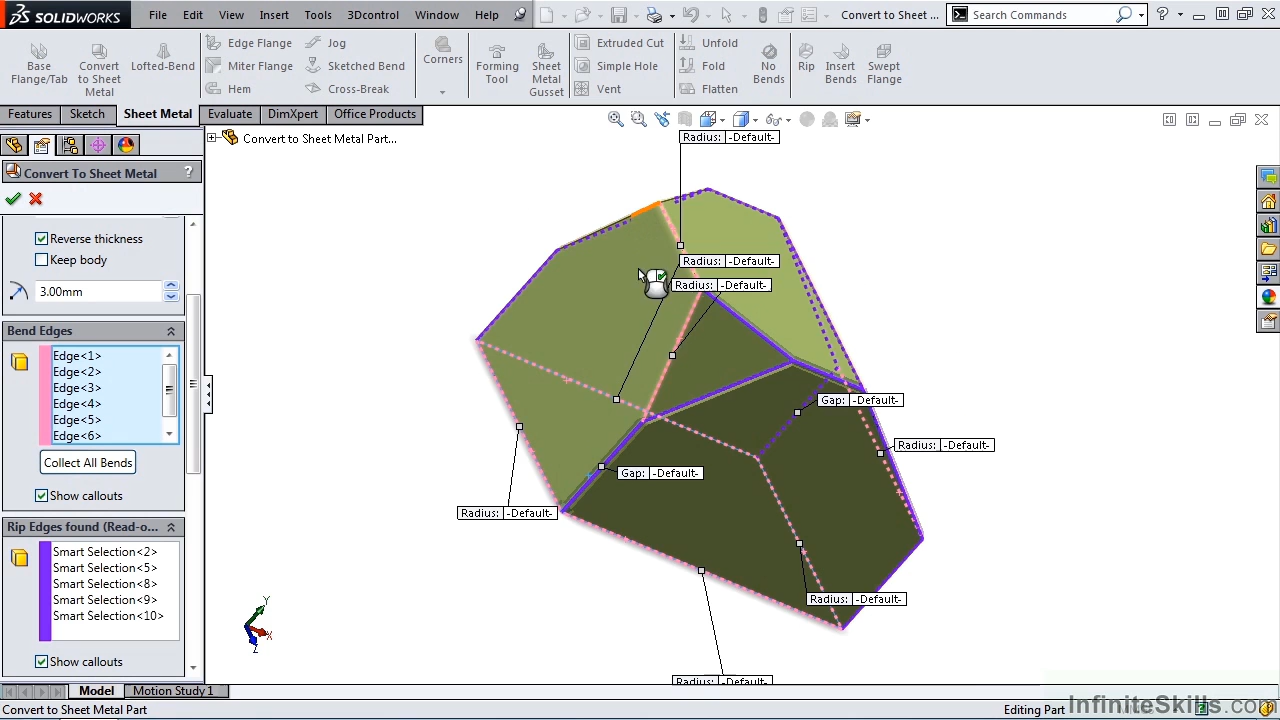 SOLIDWORKS File Edit View Insert Tools 3Dcontrol Window Help Convert to Sheet ... Search Commands
Base Flange/Tab
Convert to Sheet Metal
Lofted-Bend
Edge Flange
Miter Flange
Hem
Jog
Sketched Bend
Cross-Break
Corners
Forming Tool
Sheet Metal Gusset
Extruded Cut
Simple Hole
Vent
Unfold
Fold
Flatten
No Bends
Rip
Insert Bends
Swept Flange
Features Sketch Sheet Metal Evaluate DimXpert Office Products
Convert to Sheet Metal Part...
Convert To Sheet Metal ?
Reverse thickness
Keep body
3.00mm
Bend Edges
Edge<1>
Edge<2>
Edge<3>
Edge<4>
Edge<5>
Edge<6>
Collect All Bends
Show callouts
Rip Edges found (Read-o...
Smart Selection<2>
Smart Selection<5>
Smart Selection<8>
Smart Selection<9>
Smart Selection<10>
Show callouts
Radius: -Default-
Radius: -Default-
Radius: -Default-
Gap: -Default-
Radius: -Default-
Gap: -Default-
Radius: -Default-
Radius: -Default-
Radius: -Default-
Y
X
Z
Model Motion Study 1
InfiniteSkills.com
Convert to Sheet Metal Part Editing Part